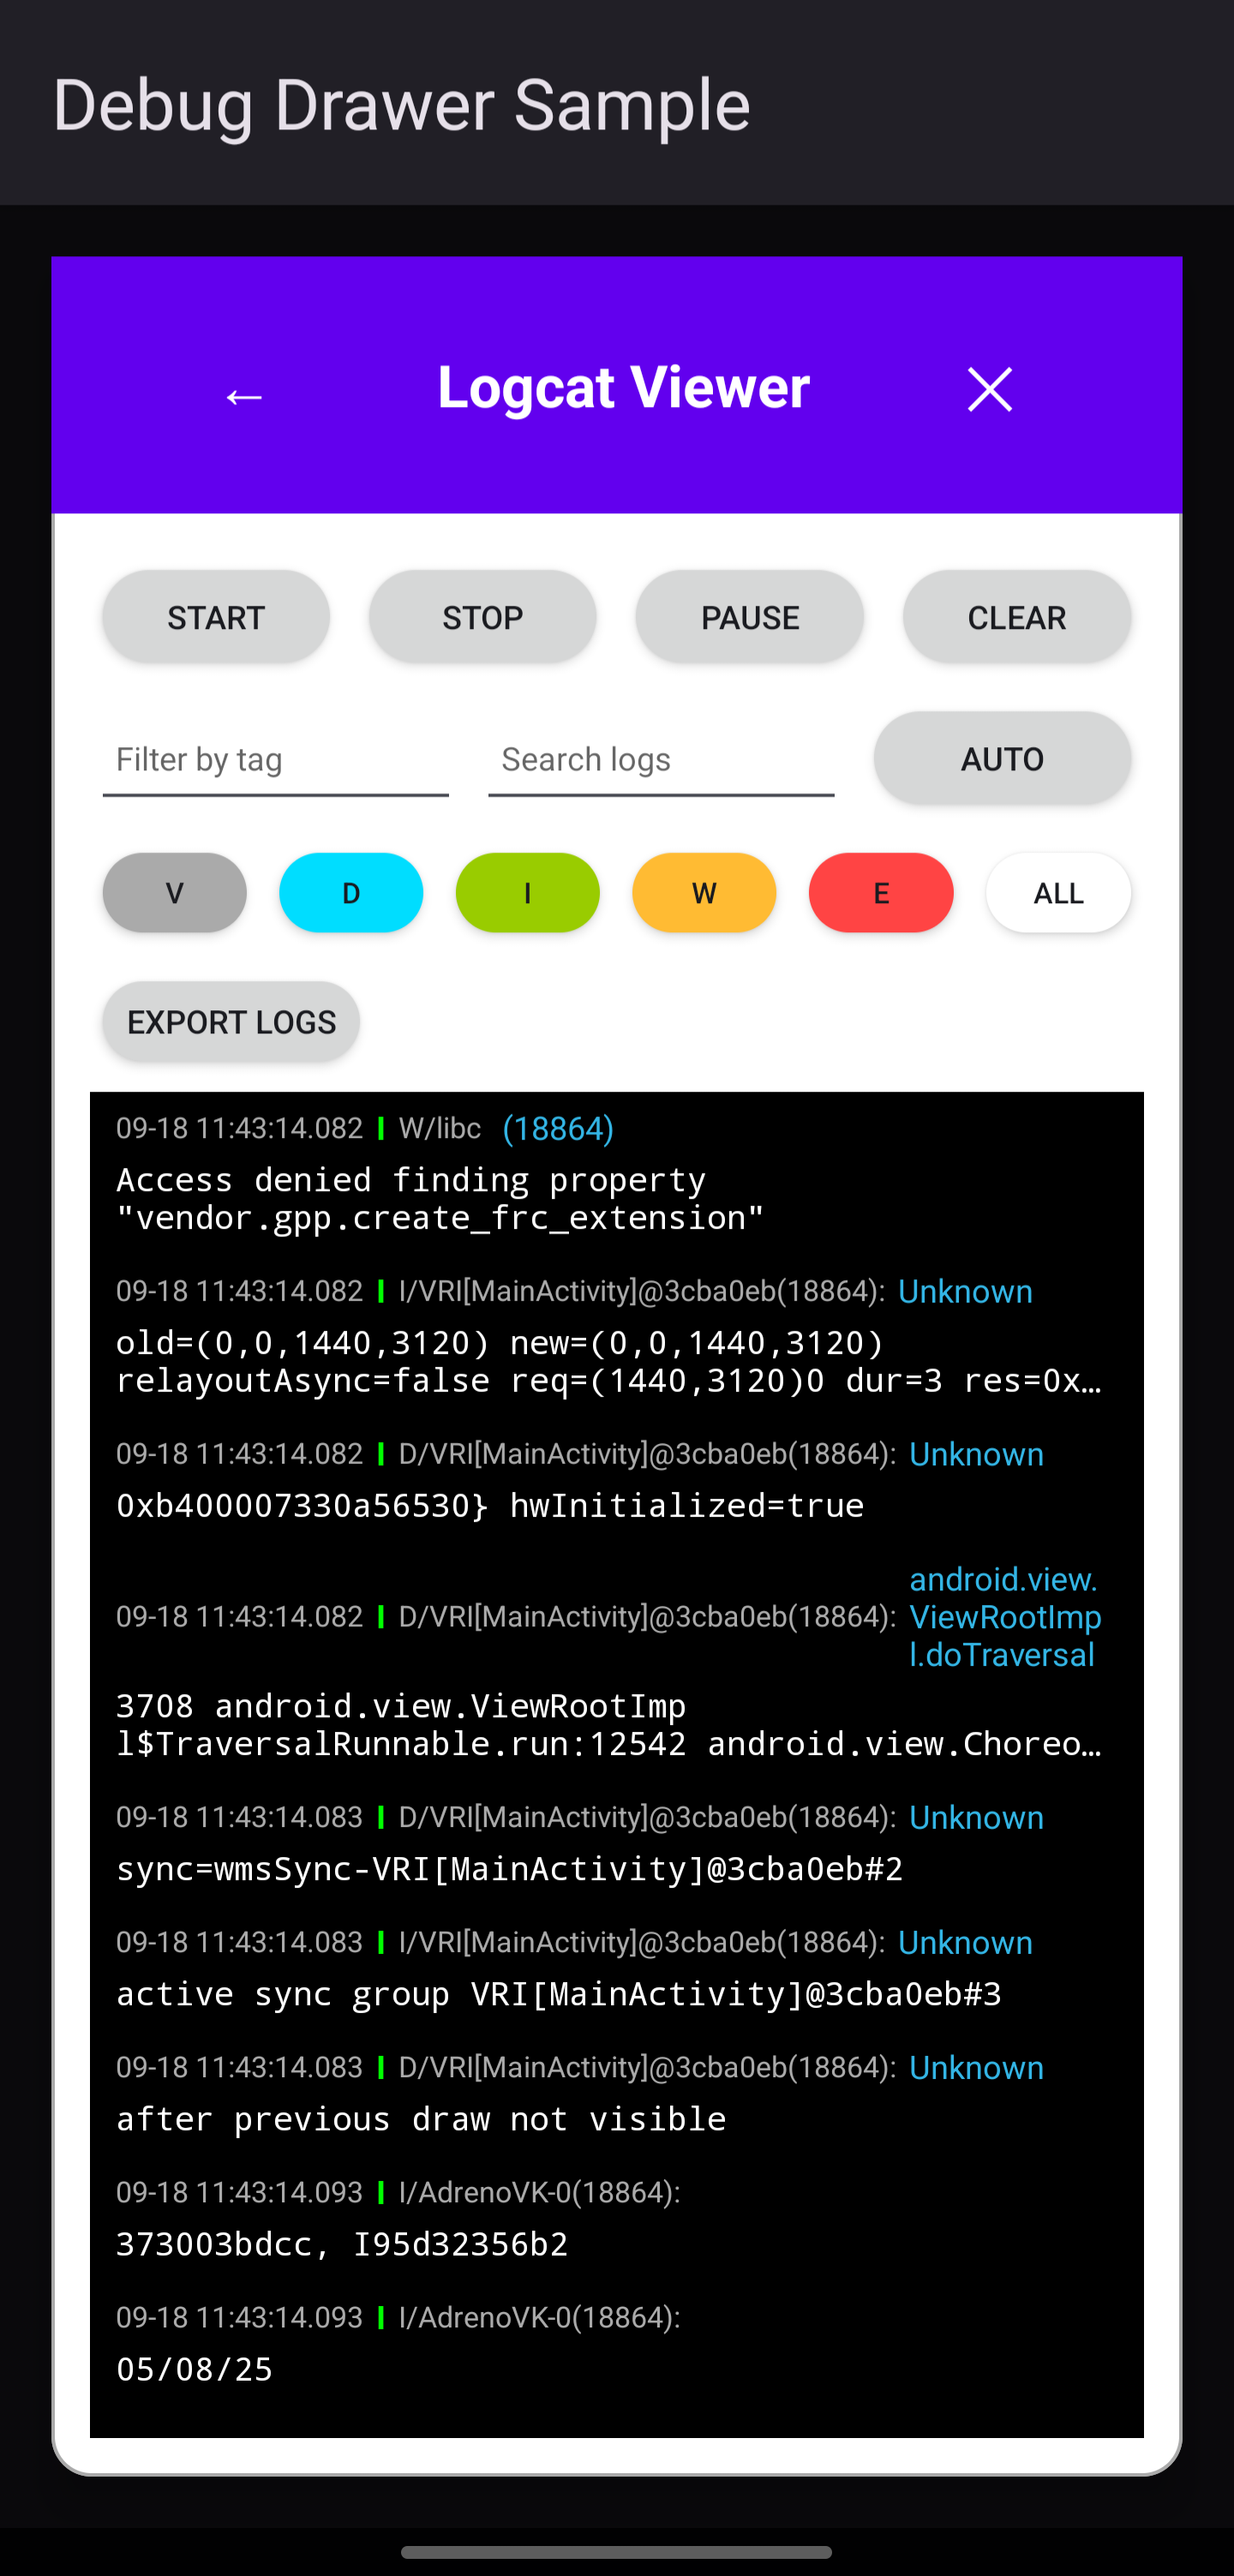 Debug Drawer Sample
← Logcat Viewer
START STOP PAUSE CLEAR
Filter by tag Search logs AUTO
V D I W E ALL
EXPORT LOGS
09-18 11:43:14.082 I W/libc (18864)
Access denied finding property
"vendor.gpp.create_frc_extension"
09-18 11:43:14.082 I I/VRI[MainActivity]@3cba0eb(18864): Unknown
old=(0,0,1440,3120) new=(0,0,1440,3120)
relayoutAsync=false req=(1440,3120)0 dur=3 res=0x…
09-18 11:43:14.082 I D/VRI[MainActivity]@3cba0eb(18864): Unknown
0xb400007330a56530} hwInitialized=true
09-18 11:43:14.082 I D/VRI[MainActivity]@3cba0eb(18864): android.view.
ViewRootImp
l.doTraversal
3708 android.view.ViewRootImp
l$TraversalRunnable.run:12542 android.view.Choreo…
09-18 11:43:14.083 I D/VRI[MainActivity]@3cba0eb(18864): Unknown
sync=wmsSync-VRI[MainActivity]@3cba0eb#2
09-18 11:43:14.083 I I/VRI[MainActivity]@3cba0eb(18864): Unknown
active sync group VRI[MainActivity]@3cba0eb#3
09-18 11:43:14.083 I D/VRI[MainActivity]@3cba0eb(18864): Unknown
after previous draw not visible
09-18 11:43:14.093 I I/AdrenoVK-0(18864):
373003bdcc, I95d32356b2
09-18 11:43:14.093 I I/AdrenoVK-0(18864):
05/08/25